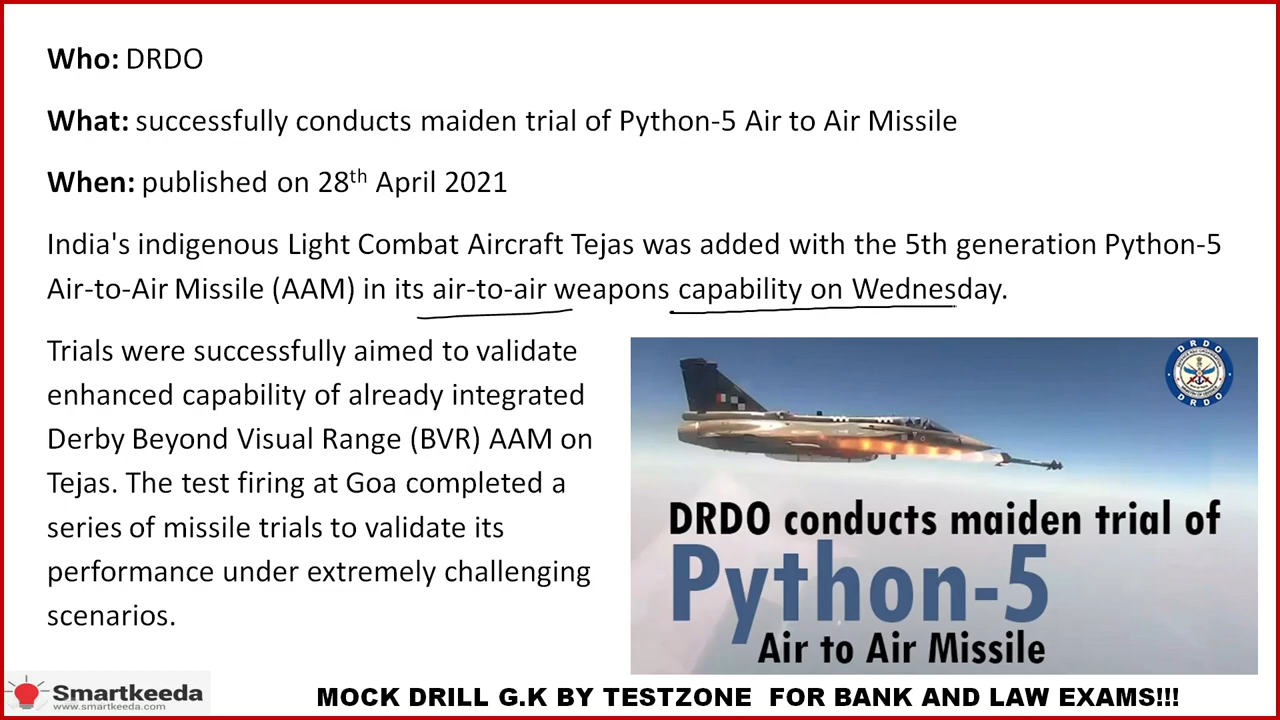 Who: DRDO
What: successfully conducts maiden trial of Python-5 Air to Air Missile
When: published on 28th April 2021
India's indigenous Light Combat Aircraft Tejas was added with the 5th generation Python-5
Air-to-Air Missile (AAM) in its air-to-air weapons capability on Wednesday.
Trials were successfully aimed to validate
enhanced capability of already integrated
Derby Beyond Visual Range (BVR) AAM on
Tejas. The test firing at Goa completed a
series of missile trials to validate its
performance under extremely challenging
scenarios.
DRDO
DRDO
DRDO conducts maiden trial of
Python-5
Air to Air Missile
Smartkeeda
www.smartkeeda.com
MOCK DRILL G.K BY TESTZONE FOR BANK AND LAW EXAMS!!!